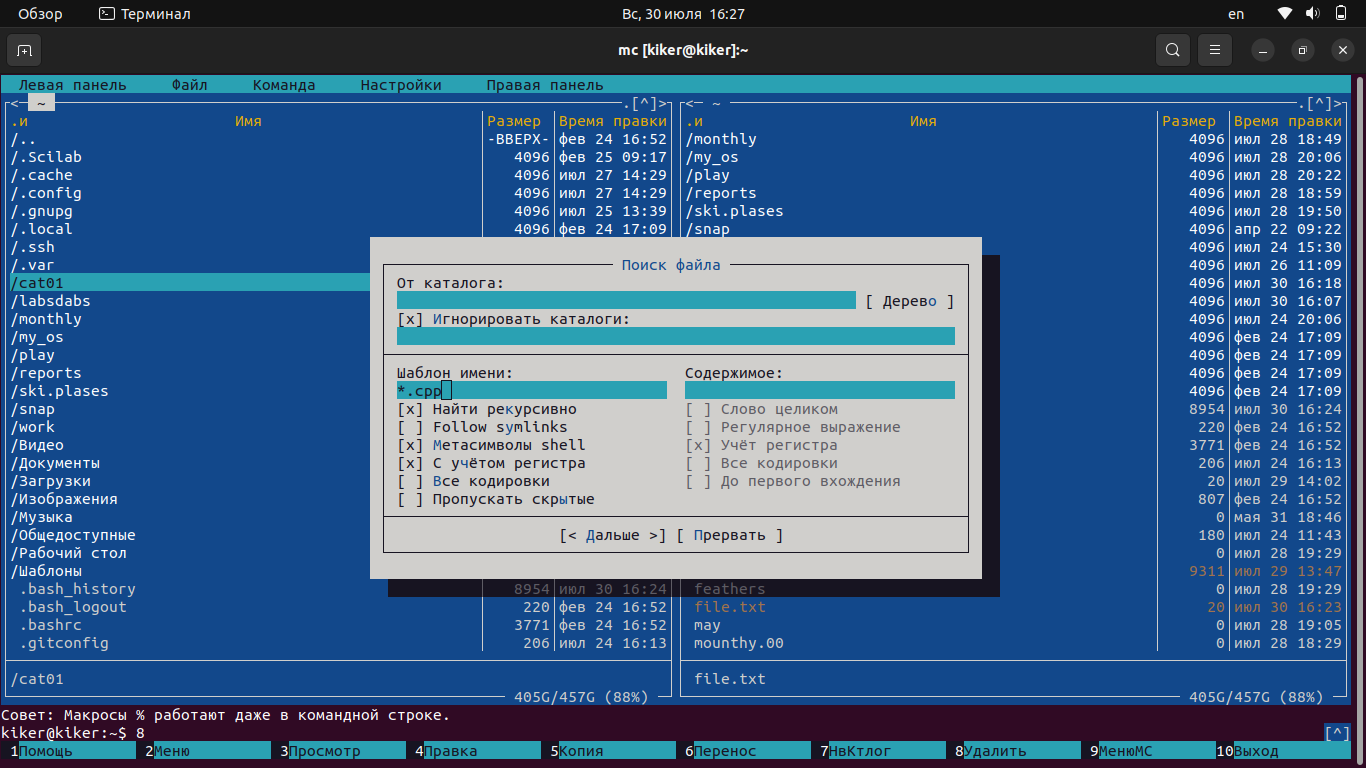 Обзор Терминал Вс, 30 июля 16:27 en
mc [kiker@kiker]:~
Левая панель Файл Команда Настройки Правая панель
<─ ~ .[^]> <─ ~ .[^]>
.и Имя Размер Время правки .и Имя Размер Время правки
/.. -ВВЕРХ- фев 24 16:52 /monthly 4096 июл 28 18:49
/.Scilab 4096 фев 25 09:17 /my_os 4096 июл 28 20:06
/.cache 4096 июл 27 14:29 /play 4096 июл 28 20:22
/.config 4096 июл 27 14:29 /reports 4096 июл 28 18:59
/.gnupg 4096 июл 25 13:39 /ski.plases 4096 июл 28 19:50
/.local 4096 фев 24 17:09 /snap 4096 апр 22 09:22
/.ssh 4096 июл 24 15:30
/.var Поиск файла 4096 июл 26 11:09
/cat01 От каталога: 4096 июл 30 16:18
/labsdabs [ Дерево ] 4096 июл 30 16:07
/monthly [x] Игнорировать каталоги: 4096 июл 24 20:06
/my_os 4096 фев 24 17:09
/play 4096 фев 24 17:09
/reports Шаблон имени: Содержимое: 4096 фев 24 17:09
/ski.plases *.cpp 4096 фев 24 17:09
/snap [x] Найти рекурсивно [ ] Слово целиком 8954 июл 30 16:24
/work [ ] Follow symlinks [ ] Регулярное выражение 220 фев 24 16:52
/Видео [x] Метасимволы shell [x] Учёт регистра 3771 фев 24 16:52
/Документы [x] С учётом регистра [ ] Все кодировки 206 июл 24 16:13
/Загрузки [ ] Все кодировки [ ] До первого вхождения 20 июл 29 14:02
/Изображения [ ] Пропускать скрытые 807 фев 24 16:52
/Музыка 0 мая 31 18:46
/Общедоступные [< Дальше >] [ Прервать ] 180 июл 24 11:43
/Рабочий стол 0 июл 28 19:29
/Шаблоны 9311 июл 29 13:47
.bash_history 8954 июл 30 16:24 feathers 0 июл 28 19:29
.bash_logout 220 фев 24 16:52 file.txt 20 июл 30 16:23
.bashrc 3771 фев 24 16:52 may 0 июл 28 19:05
.gitconfig 206 июл 24 16:13 mounthy.00 0 июл 28 18:29
/cat01 file.txt
405G/457G (88%) 405G/457G (88%)
Совет: Макросы % работают даже в командной строке.
kiker@kiker:~$ 8 [^]
1Помощь 2Меню 3Просмотр 4Правка 5Копия 6Перенос 7НвКтлог 8Удалить 9МенюMC 10Выход